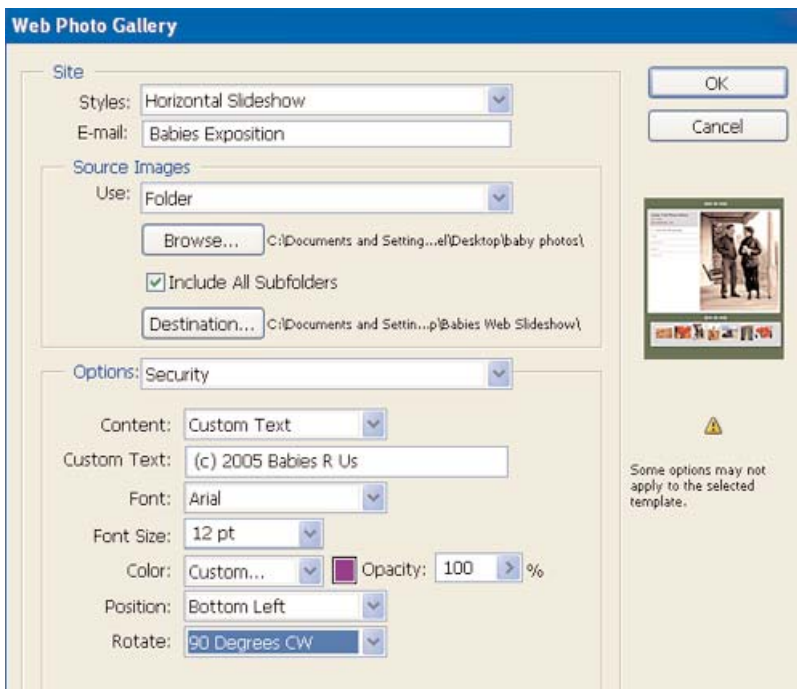 Web Photo Gallery
Site
Styles: Horizontal Slideshow
E-mail: Babies Exposition
Source Images
Use: Folder
Browse... C:\Documents and Setting...el\Desktop\baby photos\
Include All Subfolders
Destination... C:\Documents and Settin...p\Babies Web Slideshow\
Options: Security
Content: Custom Text
Custom Text: (c) 2005 Babies R Us
Font: Arial
Font Size: 12 pt
Color: Custom... Opacity: 100 %
Position: Bottom Left
Rotate: 90 Degrees CW
OK
Cancel
Some options may not
apply to the selected
template.